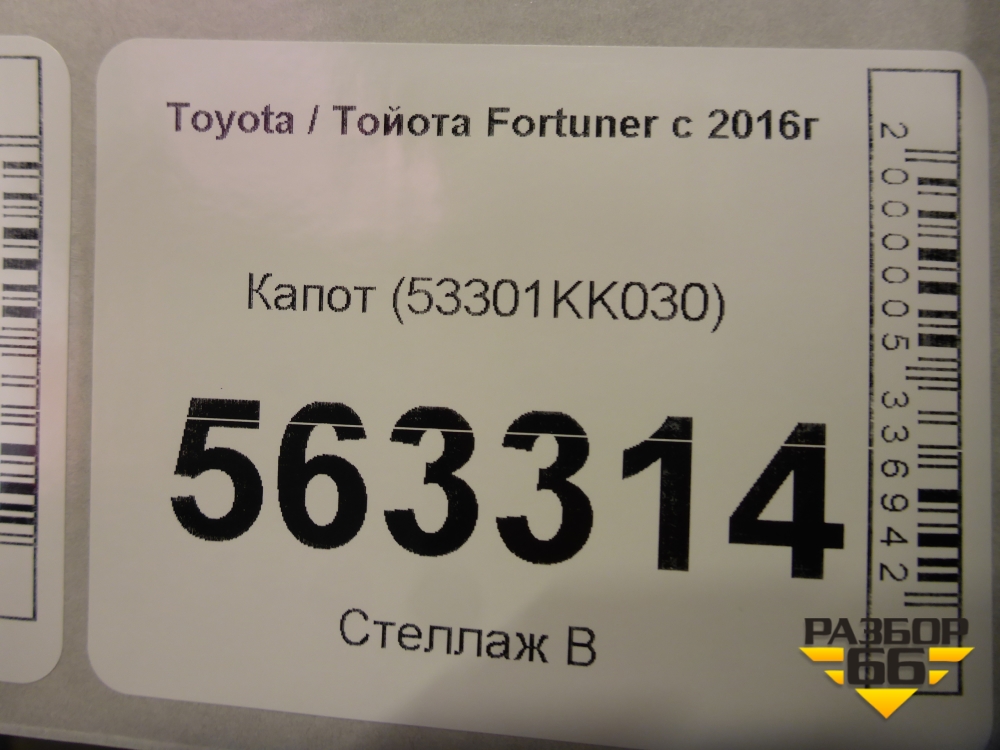 Toyota / Тойота Fortuner с 2016г
Капот (53301KK030)
563314
Стеллаж В
2000005336942
РАЗБОР
66